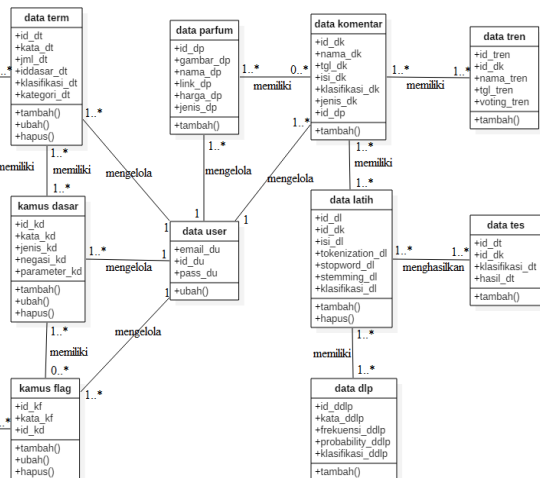 data term
+id_dt
+kata_dt
+jml_dt
+iddasar_dt
+klasifikasi_dt
+kategori_dt
+tambah()
+ubah()
+hapus()
data parfum
+id_dp
+gambar_dp
+nama_dp
+link_dp
+harga_dp
+jenis_dp
+tambah()
data komentar
+id_dk
+nama_dk
+tgl_dk
+isi_dk
+klasifikasi_dk
+jenis_dk
+id_dp
+tambah()
data tren
+id_tren
+id_dk
+nama_tren
+tgl_tren
+voting_tren
+tambah()
1..*
0..*
memiliki
1..*
1..*
memiliki
1..*
1..*
memiliki
1..*
1..*
mengelola
1
1..*
mengelola
1
1..*
mengelola
1
1..*
memiliki
1..*
kamus dasar
+id_kd
+kata_kd
+jenis_kd
+negasi_kd
+parameter_kd
+tambah()
+ubah()
+hapus()
data user
+email_du
+id_du
+pass_du
+ubah()
data latih
+id_dl
+id_dk
+isi_dl
+tokenization_dl
+stopword_dl
+stemming_dl
+klasifikasi_dl
+tambah()
+hapus()
data tes
+id_dt
+id_dk
+klasifikasi_dt
+hasil_dt
+tambah()
1..*
1
mengelola
1..*
1..*
menghasilkan
1..*
memiliki
0..*
1
mengelola
1..*
1..*
memiliki
1..*
kamus flag
+id_kf
+kata_kf
+id_kd
+tambah()
+ubah()
+hapus()
data dlp
+id_ddlp
+kata_ddlp
+frekuensi_ddlp
+probability_ddlp
+klasifikasi_ddlp
+tambah()